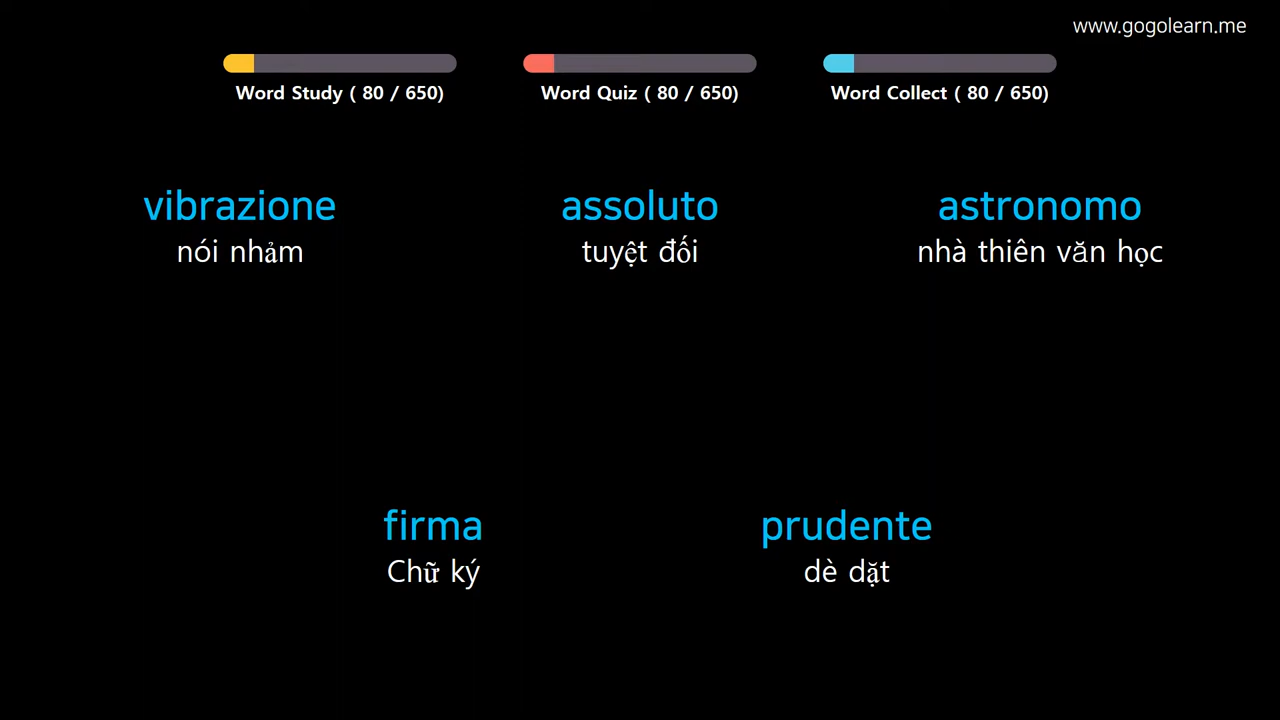 www.gogolearn.me
Word Study ( 80 / 650)
Word Quiz ( 80 / 650)
Word Collect ( 80 / 650)
vibrazione
nói nhảm
assoluto
tuyệt đối
astronomo
nhà thiên văn học
firma
Chữ ký
prudente
dè dặt